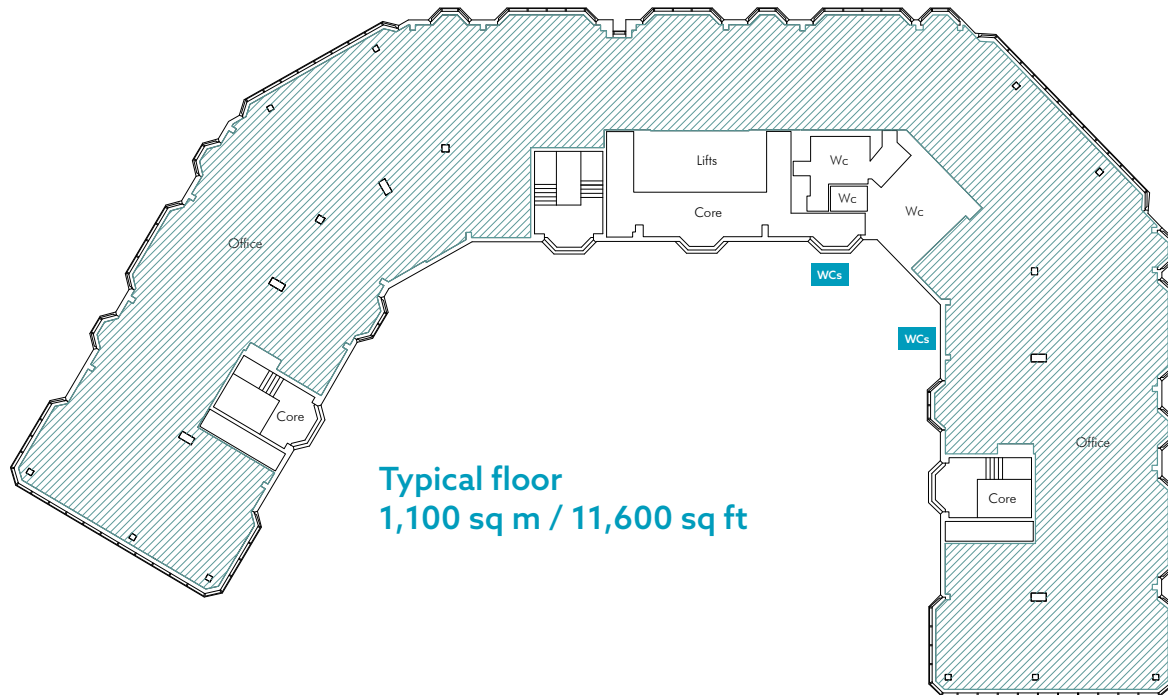 Lifts
Wc
Wc
Wc
Core
Office
WCs
WCs
Core
Office
Core
Typical floor
1,100 sq m / 11,600 sq ft